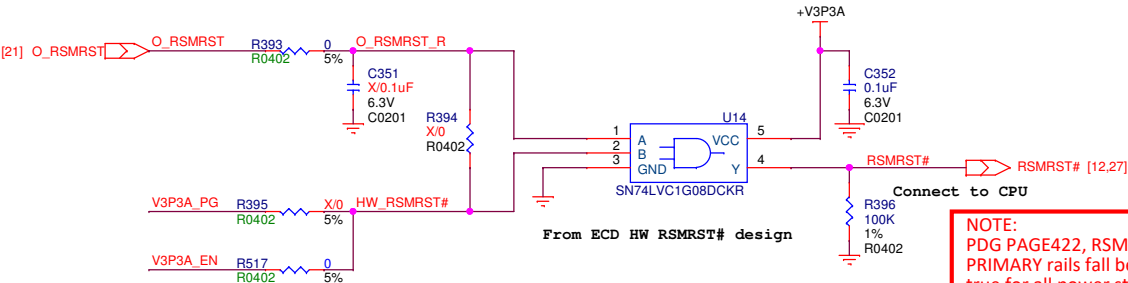 +V3P3A
[21] O_RSMRST O_RSMRST R393 0 O_RSMRST_R
R0402 5%
C351
X/0.1uF
6.3V
C0201
C352
0.1uF
6.3V
C0201
R394
X/0
R0402
U14
1 A VCC 5
2 B
3 GND Y 4
SN74LVC1G08DCKR
RSMRST# RSMRST# [12,27]
Connect to CPU
V3P3A_PG R395 X/0 HW_RSMRST#
R0402 5%
R396
100K
1%
R0402
From ECD HW RSMRST# design
V3P3A_EN R517 0
R0402 5%
NOTE:
PDG PAGE422, RSM
PRIMARY rails fall be